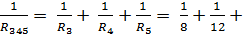 1/R₃₄₅ = 1/R₃ + 1/R₄ + 1/R₅ = 1/8 + 1/12 +